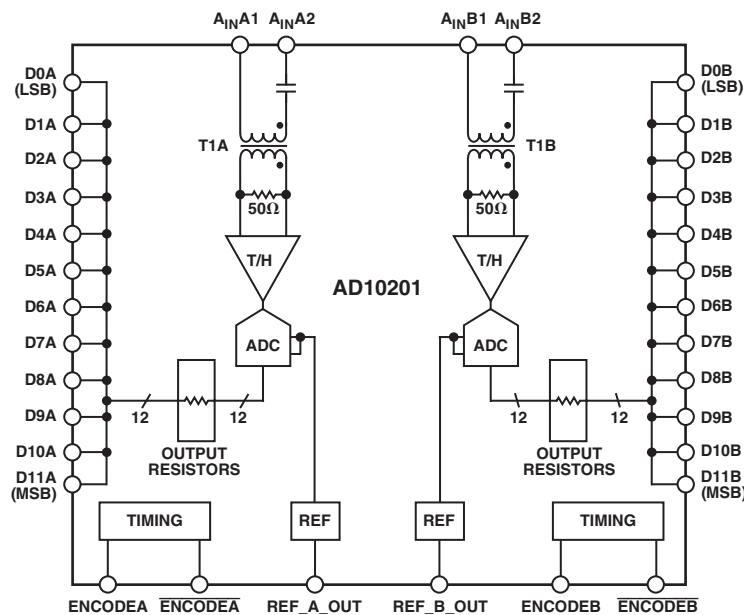 AINA1 AINA2 AINB1 AINB2
D0A
(LSB)
D0B
(LSB)
D1A
D1B
T1A
T1B
D2A
D2B
D3A
50Ω
50Ω
D3B
D4A
D4B
T/H
T/H
D5A
D5B
AD10201
D6A
D6B
D7A
ADC
ADC
D7B
D8A
D8B
D9A
12
12
12
12
D9B
D10A
OUTPUT
RESISTORS
OUTPUT
RESISTORS
D10B
D11A
(MSB)
D11B
(MSB)
TIMING
REF
REF
TIMING
ENCODEA
E̅N̅C̅O̅D̅E̅A̅
REF_A_OUT
REF_B_OUT
ENCODEB
E̅N̅C̅O̅D̅E̅B̅